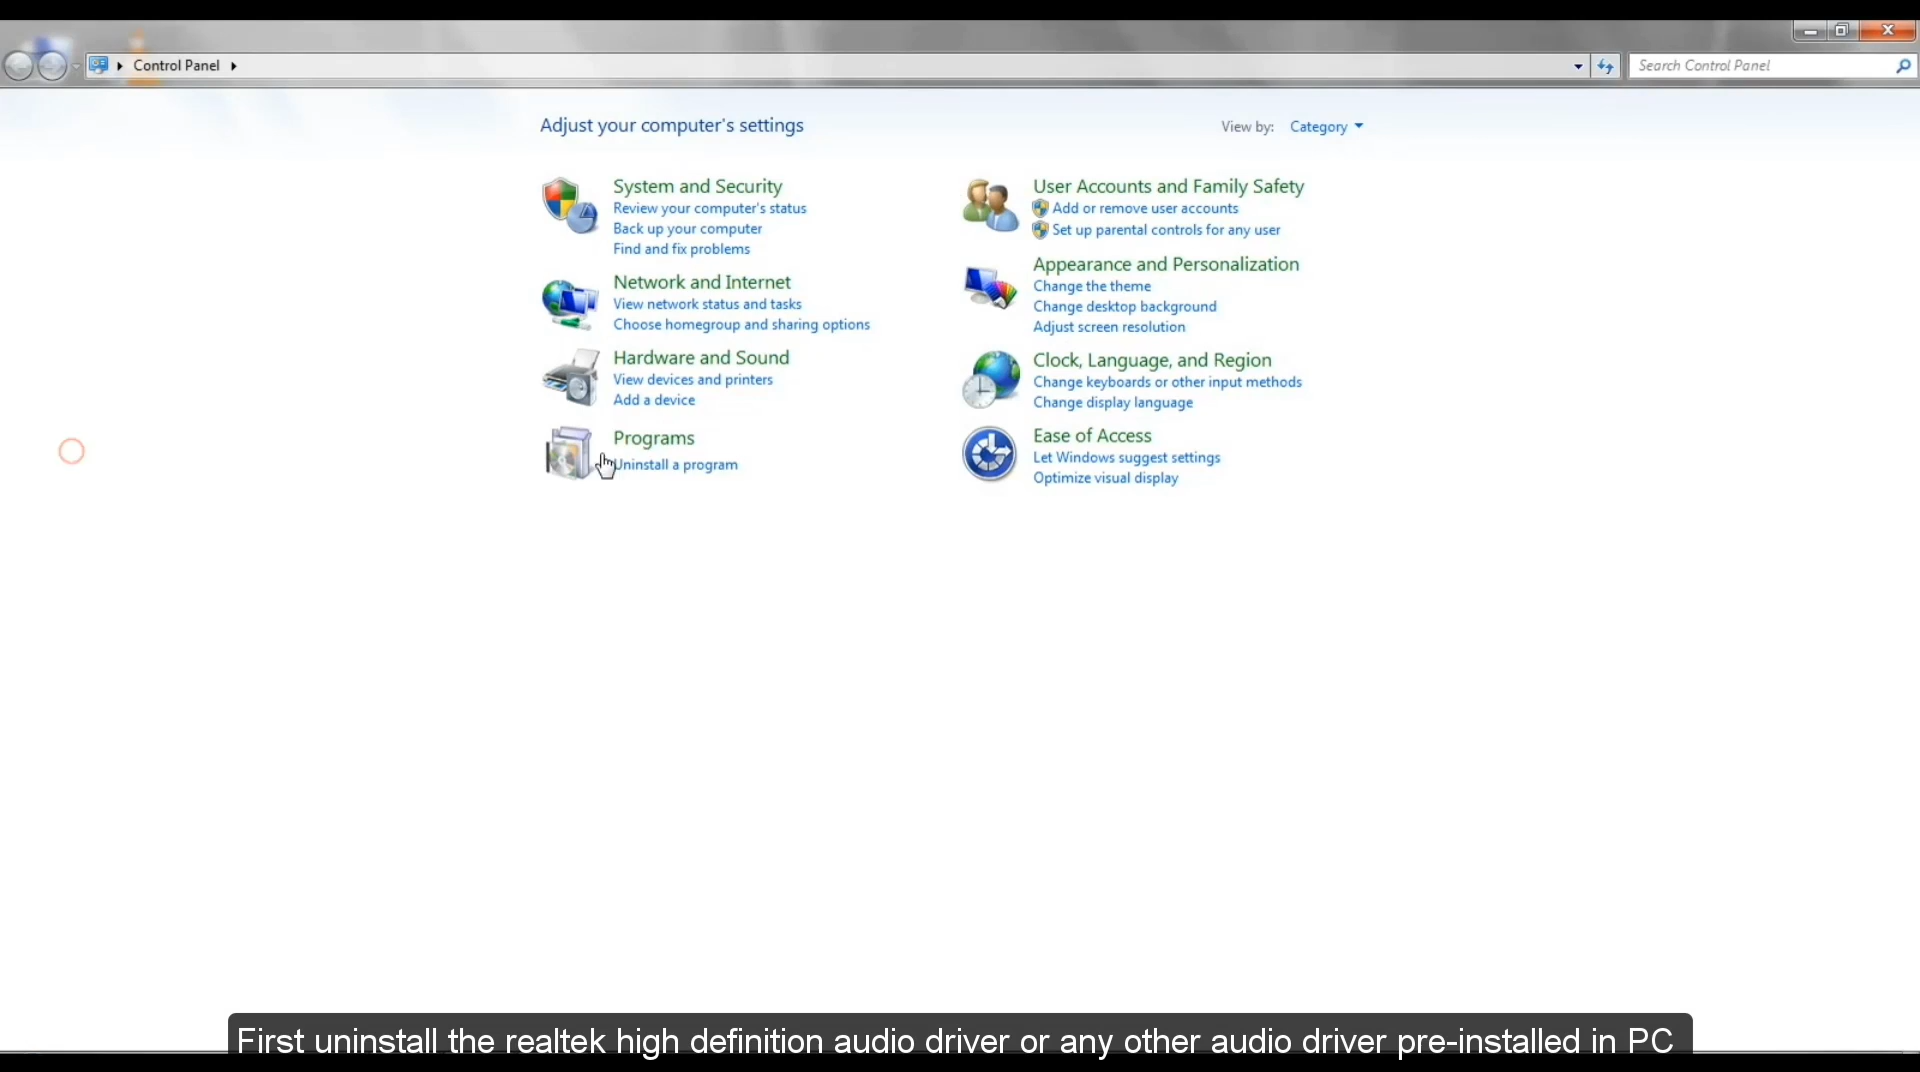 Control Panel
Search Control Panel
Adjust your computer's settings
View by: Category
System and Security
Review your computer's status
Back up your computer
Find and fix problems
Network and Internet
View network status and tasks
Choose homegroup and sharing options
Hardware and Sound
View devices and printers
Add a device
Programs
Uninstall a program
User Accounts and Family Safety
Add or remove user accounts
Set up parental controls for any user
Appearance and Personalization
Change the theme
Change desktop background
Adjust screen resolution
Clock, Language, and Region
Change keyboards or other input methods
Change display language
Ease of Access
Let Windows suggest settings
Optimize visual display
First uninstall the realtek high definition audio driver or any other audio driver pre-installed in PC